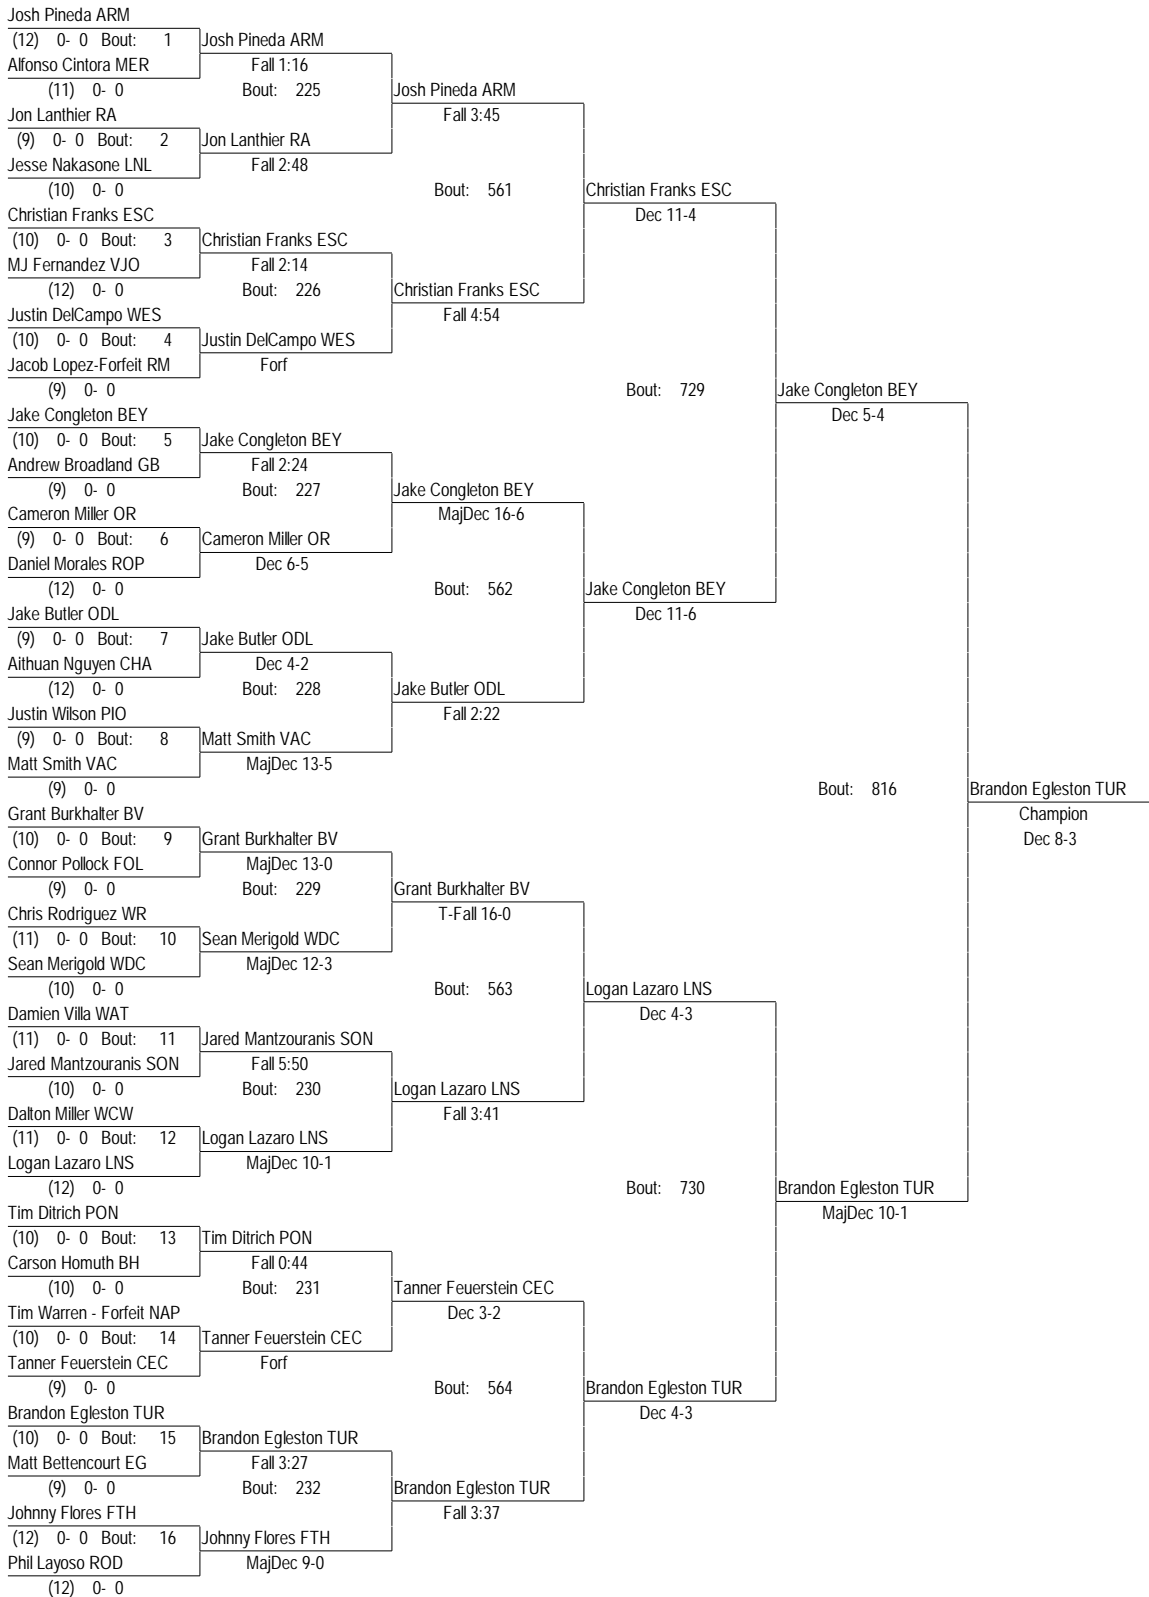 Josh Pineda ARM
(12) 0- 0 Bout: 1 Josh Pineda ARM
Alfonso Cintora MER Fall 1:16
(11) 0- 0 Bout: 225 Josh Pineda ARM
Jon Lanthier RA Fall 3:45
(9) 0- 0 Bout: 2 Jon Lanthier RA
Jesse Nakasone LNL Fall 2:48
(10) 0- 0 Bout: 561 Christian Franks ESC
Christian Franks ESC Dec 11-4
(10) 0- 0 Bout: 3 Christian Franks ESC
MJ Fernandez VJO Fall 2:14
(12) 0- 0 Bout: 226 Christian Franks ESC
Justin DelCampo WES Fall 4:54
(10) 0- 0 Bout: 4 Justin DelCampo WES
Jacob Lopez-Forfeit RM Forf
(9) 0- 0 Bout: 729 Jake Congleton BEY
Jake Congleton BEY Dec 5-4
(10) 0- 0 Bout: 5 Jake Congleton BEY
Andrew Broadland GB Fall 2:24
(9) 0- 0 Bout: 227 Jake Congleton BEY
Cameron Miller OR MajDec 16-6
(9) 0- 0 Bout: 6 Cameron Miller OR
Daniel Morales ROP Dec 6-5
(12) 0- 0 Bout: 562 Jake Congleton BEY
Jake Butler ODL Dec 11-6
(9) 0- 0 Bout: 7 Jake Butler ODL
Aithuan Nguyen CHA Dec 4-2
(12) 0- 0 Bout: 228 Jake Butler ODL
Justin Wilson PIO Fall 2:22
(9) 0- 0 Bout: 8 Matt Smith VAC
Matt Smith VAC MajDec 13-5
(9) 0- 0 Bout: 816 Brandon Egleston TUR
Grant Burkhalter BV Champion
(10) 0- 0 Bout: 9 Grant Burkhalter BV Dec 8-3
Connor Pollock FOL MajDec 13-0
(9) 0- 0 Bout: 229 Grant Burkhalter BV
Chris Rodriguez WR T-Fall 16-0
(11) 0- 0 Bout: 10 Sean Merigold WDC
Sean Merigold WDC MajDec 12-3
(10) 0- 0 Bout: 563 Logan Lazaro LNS
Damien Villa WAT Dec 4-3
(11) 0- 0 Bout: 11 Jared Mantzouranis SON
Jared Mantzouranis SON Fall 5:50
(10) 0- 0 Bout: 230 Logan Lazaro LNS
Dalton Miller WCW Fall 3:41
(11) 0- 0 Bout: 12 Logan Lazaro LNS
Logan Lazaro LNS MajDec 10-1
(12) 0- 0 Bout: 730 Brandon Egleston TUR
Tim Ditrich PON MajDec 10-1
(10) 0- 0 Bout: 13 Tim Ditrich PON
Carson Homuth BH Fall 0:44
(10) 0- 0 Bout: 231 Tanner Feuerstein CEC
Tim Warren - Forfeit NAP Dec 3-2
(10) 0- 0 Bout: 14 Tanner Feuerstein CEC
Tanner Feuerstein CEC Forf
(9) 0- 0 Bout: 564 Brandon Egleston TUR
Brandon Egleston TUR Dec 4-3
(10) 0- 0 Bout: 15 Brandon Egleston TUR
Matt Bettencourt EG Fall 3:27
(9) 0- 0 Bout: 232 Brandon Egleston TUR
Johnny Flores FTH Fall 3:37
(12) 0- 0 Bout: 16 Johnny Flores FTH
Phil Layoso ROD MajDec 9-0
(12) 0- 0